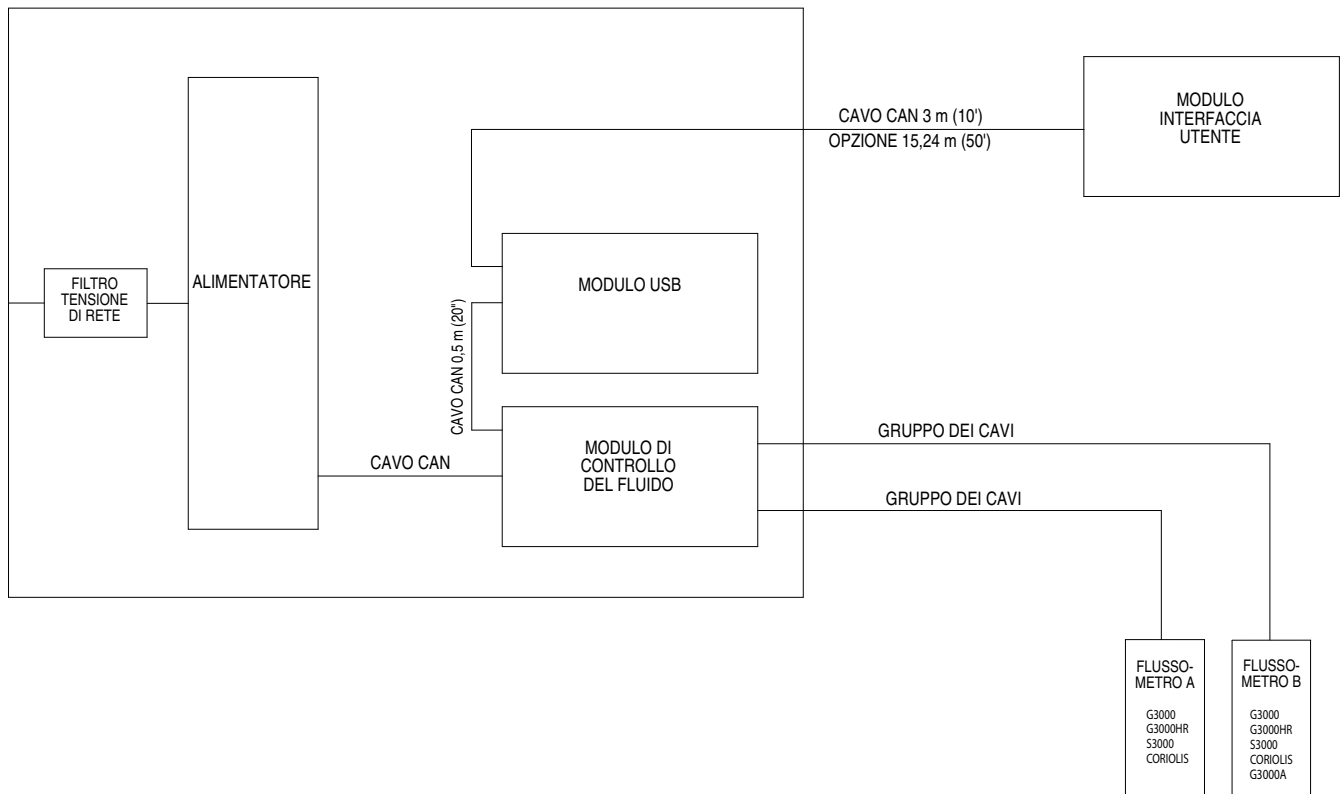 CAVO CAN 3 m (10')
OPZIONE 15,24 m (50')
MODULO
INTERFACCIA
UTENTE
FILTRO
TENSIONE
DI RETE
ALIMENTATORE
MODULO USB
CAVO CAN 0,5 m (20")
CAVO CAN
MODULO DI
CONTROLLO
DEL FLUIDO
GRUPPO DEI CAVI
GRUPPO DEI CAVI
FLUSSO-
METRO A
G3000
G3000HR
S3000
CORIOLIS
FLUSSO-
METRO B
G3000
G3000HR
S3000
CORIOLIS
G3000A